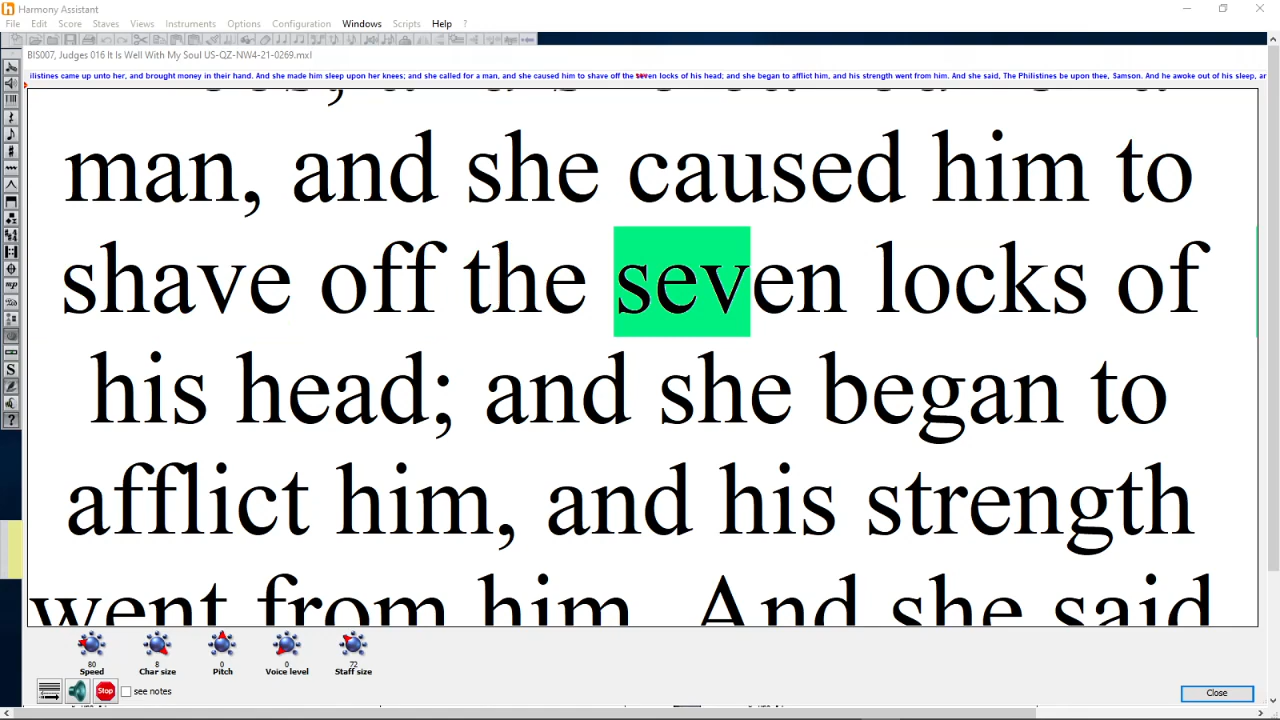 Harmony Assistant
File Edit Score Staves Views Instruments Options Configuration Windows Scripts Help ?
BIS007, Judges 016 It Is Well With My Soul US-QZ-NW4-21-0269.mxl
ilistines came up unto her, and brought money in their hand. And she made him sleep upon her knees; and she called for a man, and she caused him to shave off the seven locks of his head; and she began to afflict him, and his strength went from him. And she said, The Philistines be upon thee, Samson. And he awoke out of his sleep, ar
man, and she caused him to
shave off the seven locks of
his head; and she began to
afflict him, and his strength
went from him. And she said
80 8 0 0 72
Speed Char size Pitch Voice level Staff size
Stop see notes Close